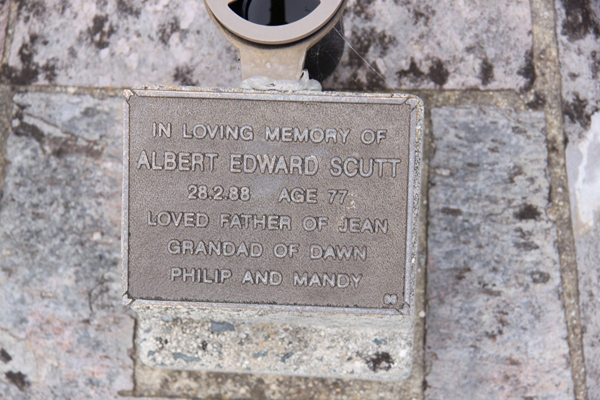 IN LOVING MEMORY OF
ALBERT EDWARD SCUTT
28.2.88 AGE 77
LOVED FATHER OF JEAN
GRANDAD OF DAWN
PHILIP AND MANDY